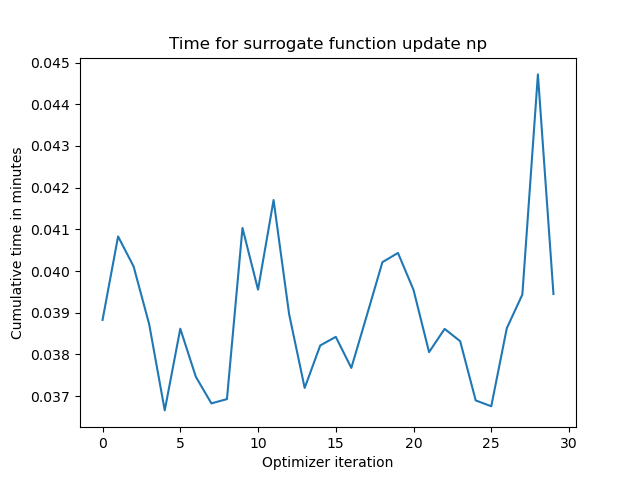 Time for surrogate function update np
Cumulative time in minutes
0.045
0.044
0.043
0.042
0.041
0.040
0.039
0.038
0.037
0 5 10 15 20 25 30
Optimizer iteration